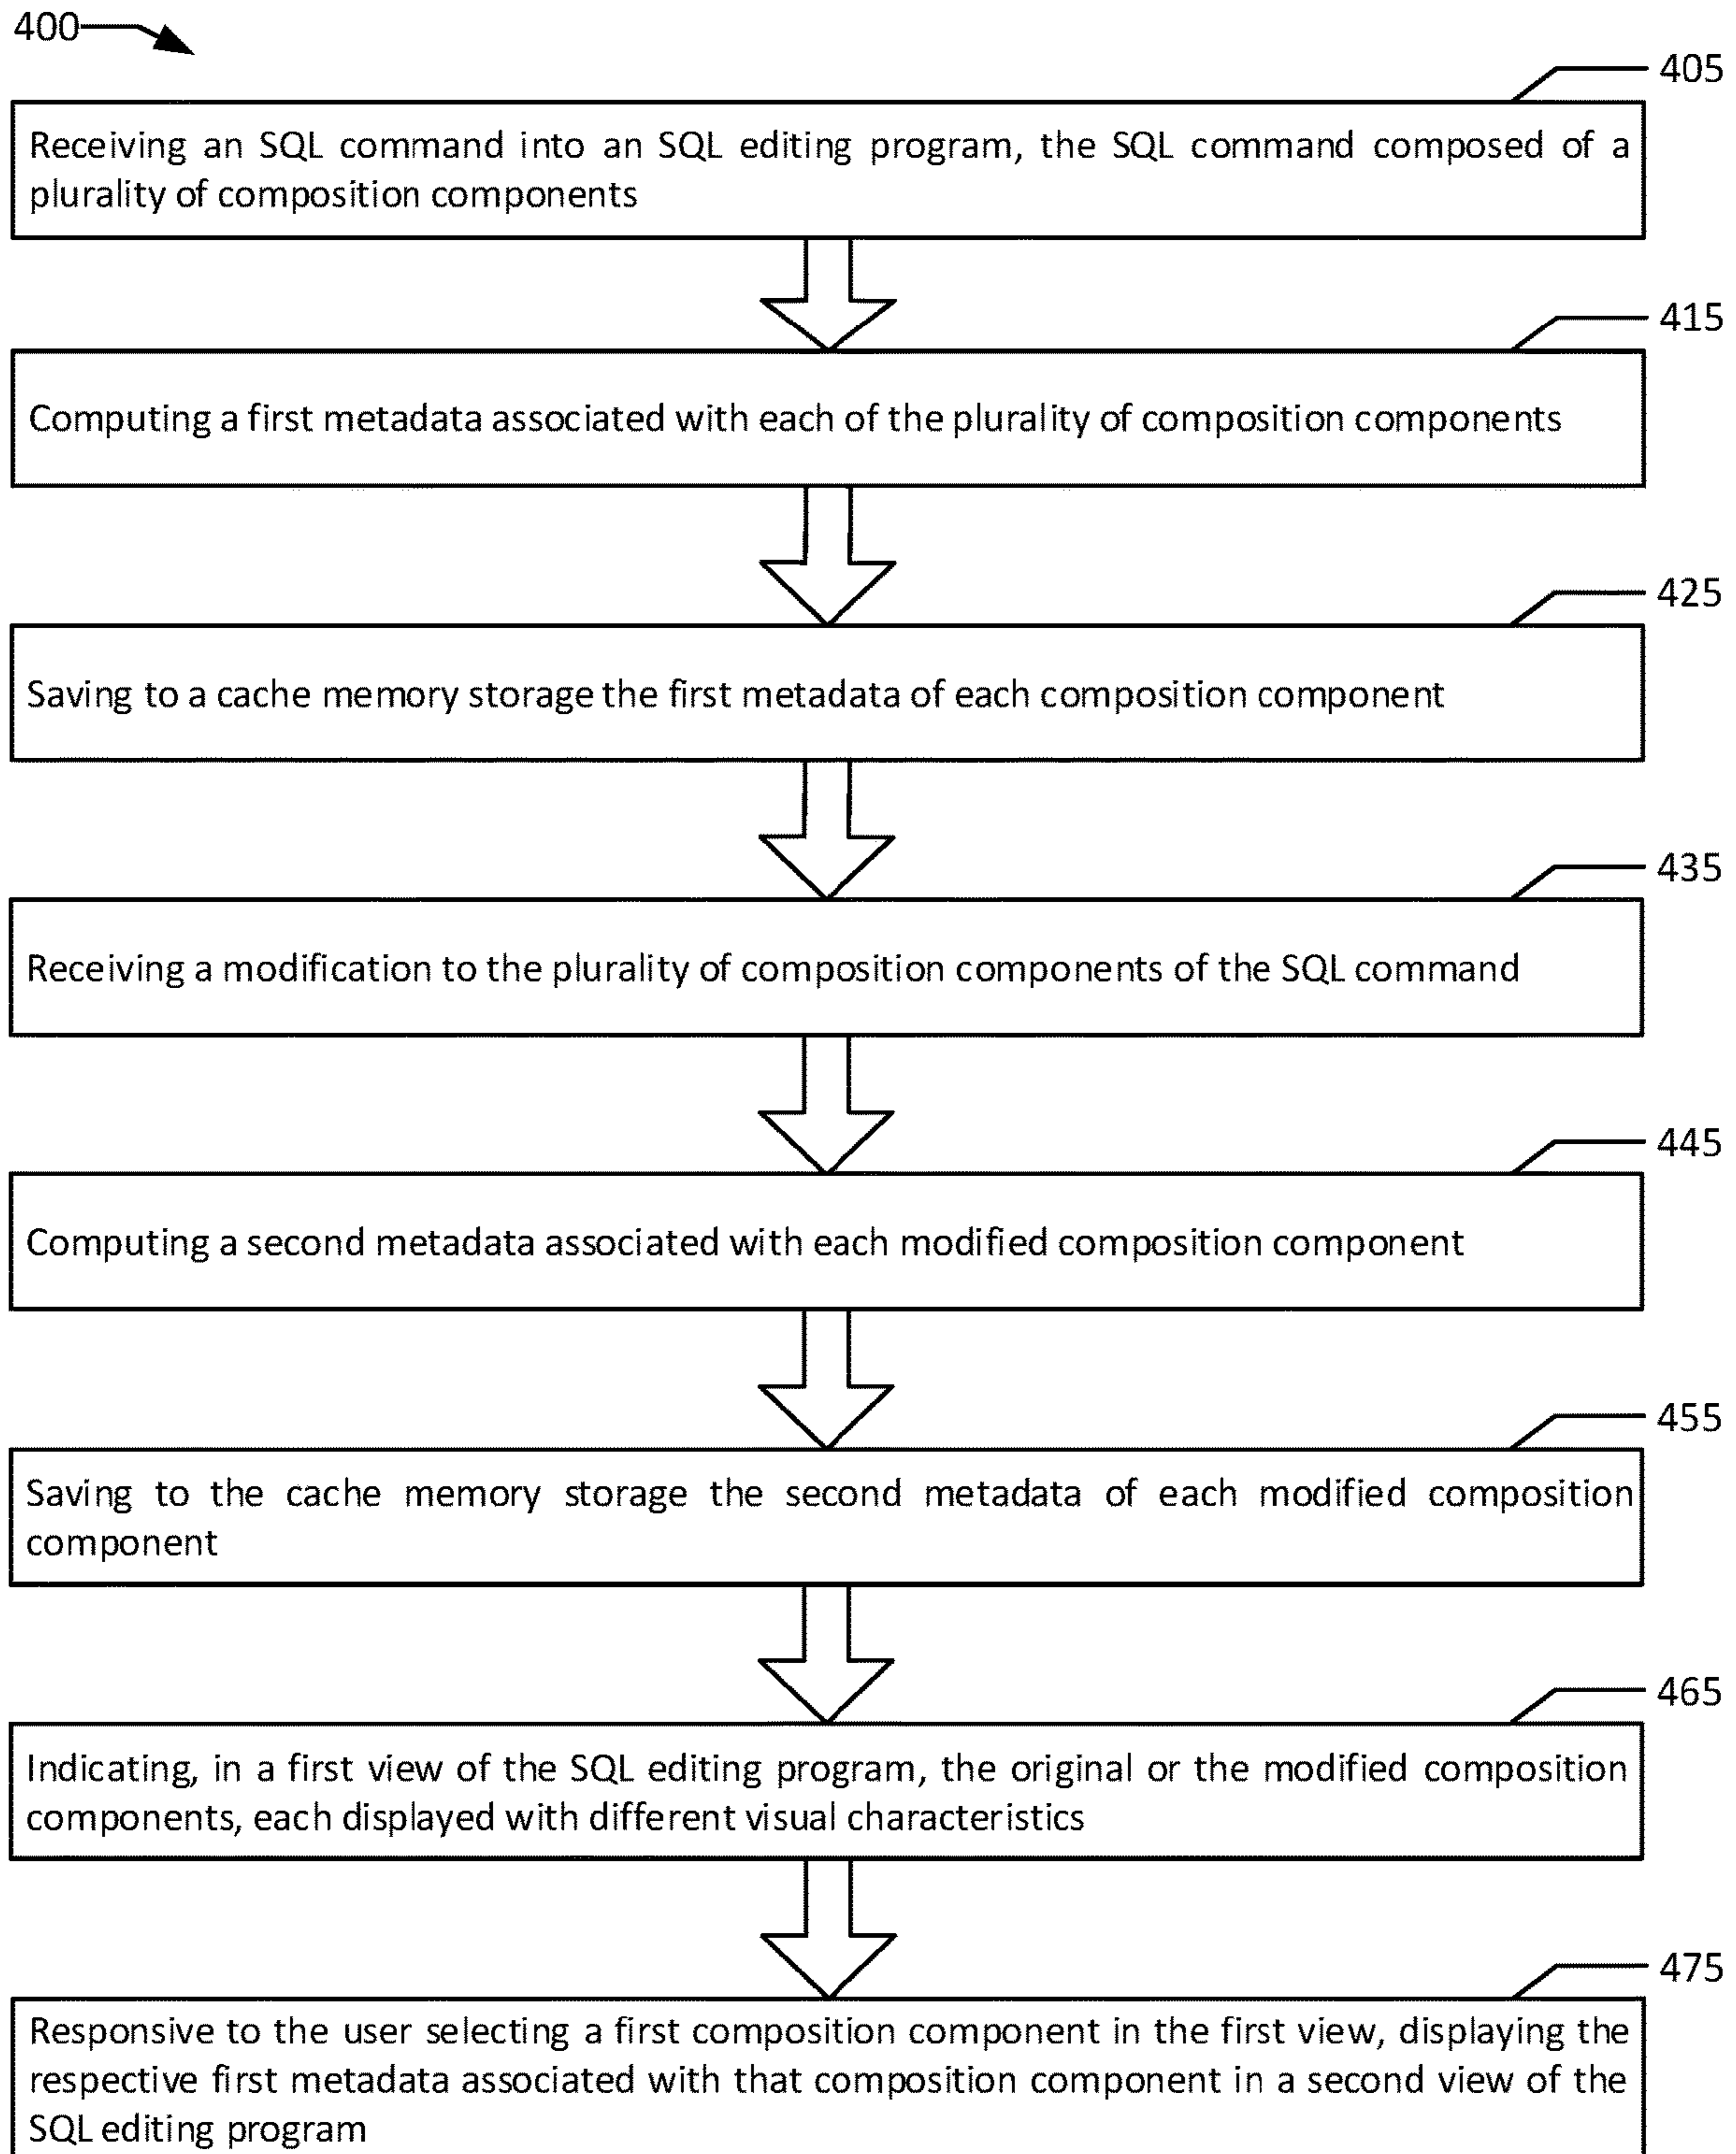 400
405
Receiving an SQL command into an SQL editing program, the SQL command composed of a
plurality of composition components
415
Computing a first metadata associated with each of the plurality of composition components
425
Saving to a cache memory storage the first metadata of each composition component
435
Receiving a modification to the plurality of composition components of the SQL command
445
Computing a second metadata associated with each modified composition component
455
Saving to the cache memory storage the second metadata of each modified composition
component
465
Indicating, in a first view of the SQL editing program, the original or the modified composition
components, each displayed with different visual characteristics
475
Responsive to the user selecting a first composition component in the first view, displaying the
respective first metadata associated with that composition component in a second view of the
SQL editing program